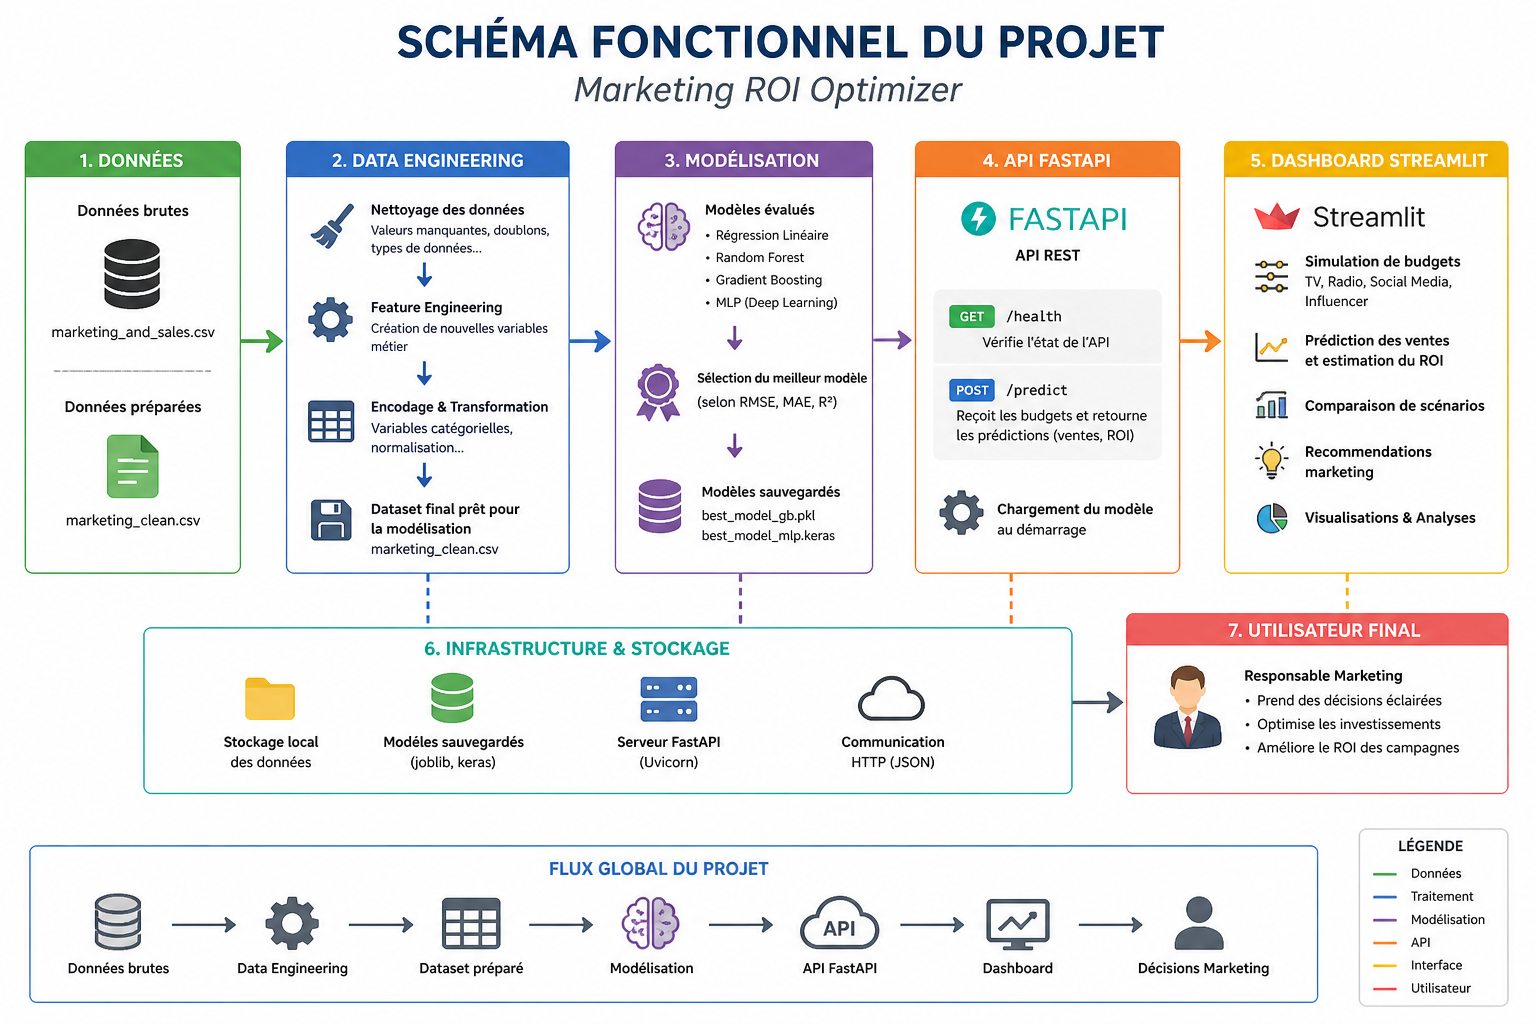 SCHÉMA FONCTIONNEL DU PROJET
Marketing ROI Optimizer
1. DONNÉES
Données brutes
marketing_and_sales.csv
Données préparées
marketing_clean.csv
2. DATA ENGINEERING
Nettoyage des données
Valeurs manquantes, doublons,
types de données...
Feature Engineering
Création de nouvelles variables
métier
Encodage & Transformation
Variables catégorielles,
normalisation...
Dataset final prêt pour
la modélisation
marketing_clean.csv
3. MODÉLISATION
Modèles évalués
• Régression Linéaire
• Random Forest
• Gradient Boosting
• MLP (Deep Learning)
Sélection du meilleur modèle
(selon RMSE, MAE, R²)
Modèles sauvegardés
best_model_gb.pkl
best_model_mlp.keras
4. API FASTAPI
FASTAPI
API REST
GET /health
Vérifie l'état de l'API
POST /predict
Reçoit les budgets et retourne
les prédictions (ventes, ROI)
Chargement du modèle
au démarrage
5. DASHBOARD STREAMLIT
Streamlit
Simulation de budgets
TV, Radio, Social Media,
Influencer
Prédiction des ventes
et estimation du ROI
Comparaison de scénarios
Recommendations
marketing
Visualisations & Analyses
6. INFRASTRUCTURE & STOCKAGE
Stockage local
des données
Modéles sauvegardés
(joblib, keras)
Serveur FastAPI
(Uvicorn)
Communication
HTTP (JSON)
7. UTILISATEUR FINAL
Responsable Marketing
• Prend des décisions éclairées
• Optimise les investissements
• Améliore le ROI des campagnes
FLUX GLOBAL DU PROJET
Données brutes
Data Engineering
Dataset préparé
Modélisation
API
API FastAPI
Dashboard
Décisions Marketing
LÉGENDE
Données
Traitement
Modélisation
API
Interface
Utilisateur